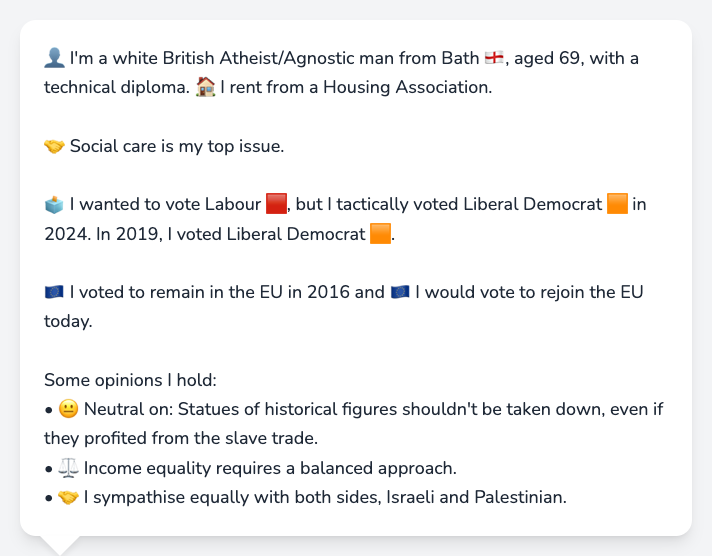 👤 I'm a white British Atheist/Agnostic man from Bath 🏴󠁧󠁢󠁥󠁮󠁧󠁿, aged 69, with a
technical diploma. 🏠 I rent from a Housing Association.
🤝 Social care is my top issue.
🗳️ I wanted to vote Labour 🟥, but I tactically voted Liberal Democrat 🟧 in
2024. In 2019, I voted Liberal Democrat 🟧.
🇪🇺 I voted to remain in the EU in 2016 and 🇪🇺 I would vote to rejoin the EU
today.
Some opinions I hold:
• 😐 Neutral on: Statues of historical figures shouldn't be taken down, even if
they profited from the slave trade.
• ⚖️ Income equality requires a balanced approach.
• 🤝 I sympathise equally with both sides, Israeli and Palestinian.